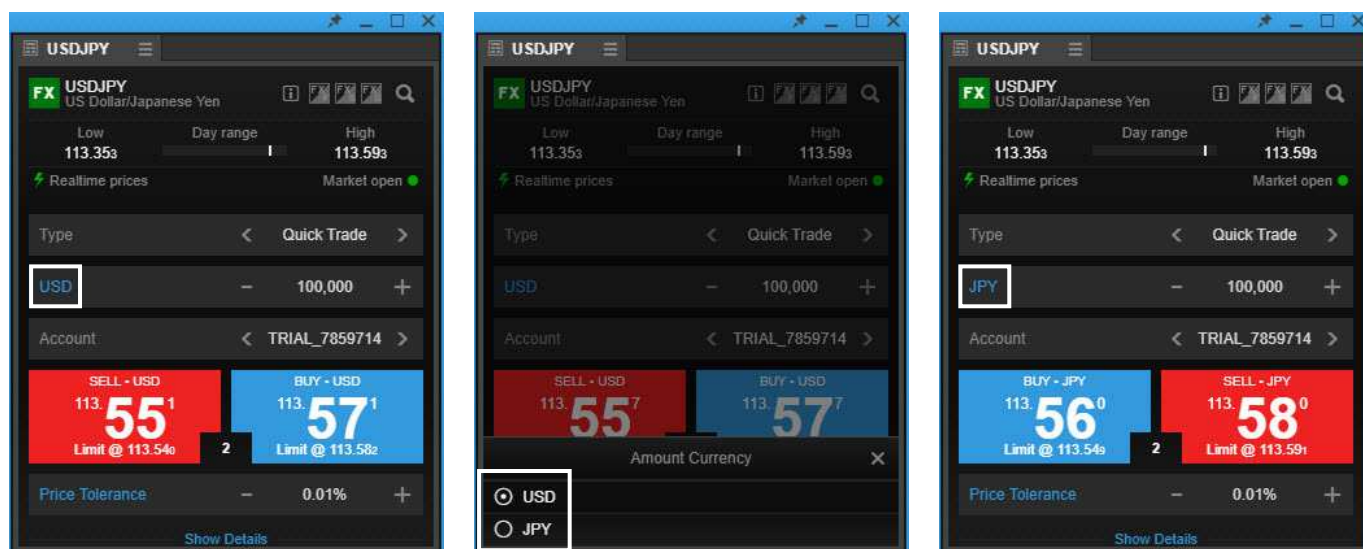 USDJPY
FX USDJPY
US Dollar/Japanese Yen
Low Day range High
113.353 113.593
Realtime prices Market open
Type < Quick Trade >
USD − 100,000 +
Account < TRIAL_7859714 >
SELL - USD BUY - USD
113.551 113.571
Limit @ 113.540 2 Limit @ 113.582
Price Tolerance − 0.01% +
Show Details
USDJPY
FX USDJPY
US Dollar/Japanese Yen
Low Day range High
113.353 113.593
Realtime prices Market open
Type < Quick Trade >
USD − 100,000 +
Account < TRIAL_7859714 >
SELL - USD BUY - USD
113.557 113.577
Amount Currency ×
USD
JPY
USDJPY
FX USDJPY
US Dollar/Japanese Yen
Low Day range High
113.353 113.593
Realtime prices Market open
Type < Quick Trade >
JPY − 100,000 +
Account < TRIAL_7859714 >
BUY - JPY SELL - JPY
113.560 113.580
Limit @ 113.549 2 Limit @ 113.591
Price Tolerance − 0.01% +
Show Details